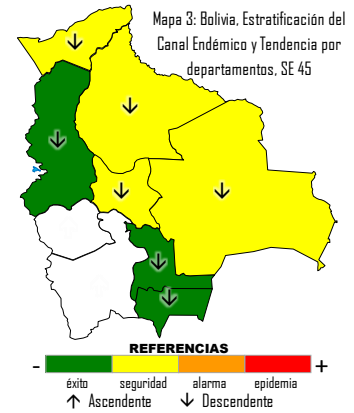 Mapa 3: Bolivia, Estratificación del
Canal Endémico y Tendencia por
departamentos, SE 45
REFERENCIAS
- +
éxito seguridad alarma epidemia
↑ Ascendente ↓ Descendente